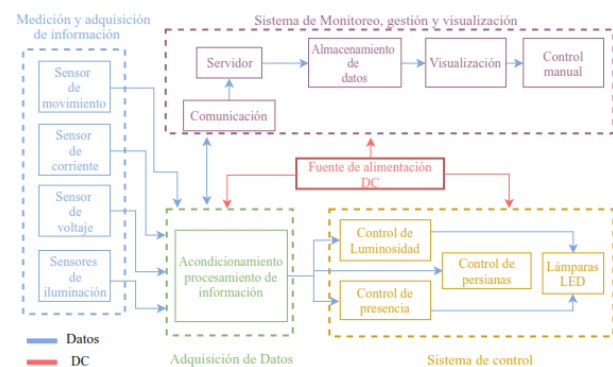 Medición y adquisición
de información
Sensor
de
movimiento
Sensor
de
corriente
Sensor
de
voltaje
Sensores
de
iluminación
Sistema de Monitoreo, gestión y visualización
Servidor
Almacenamiento
de
datos
Visualización
Control
manual
Comunicación
Fuente de alimentación
DC
Acondicionamiento
procesamiento de
información
Adquisición de Datos
Control de
Luminosidad
Control de
persianas
Control de
presencia
Lámparas
LED
Sistema de control
Datos
DC